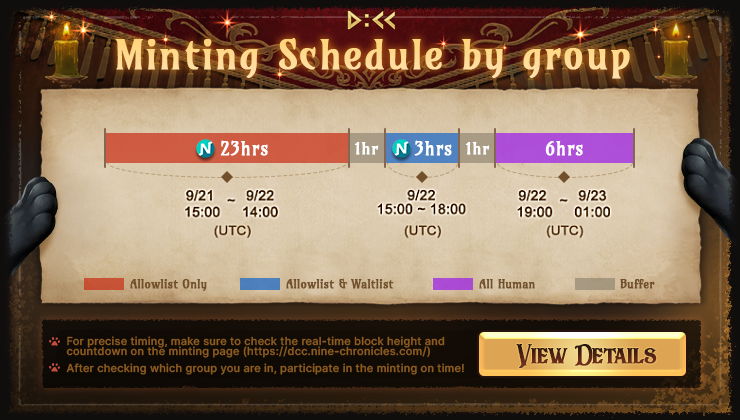 D:CC
Minting Schedule by group
N 23hrs
1hr
N 3hrs
1hr
6hrs
9/21 15:00 ~ 9/22 14:00
(UTC)
9/22
15:00 ~ 18:00
(UTC)
9/22 19:00 ~ 9/23 01:00
(UTC)
Allowlist Only
Allowlist & Waitlist
All Human
Buffer
For precise timing, make sure to check the real-time block height and
countdown on the minting page (https://dcc.nine-chronicles.com/)
After checking which group you are in, participate in the minting on time!
View Details